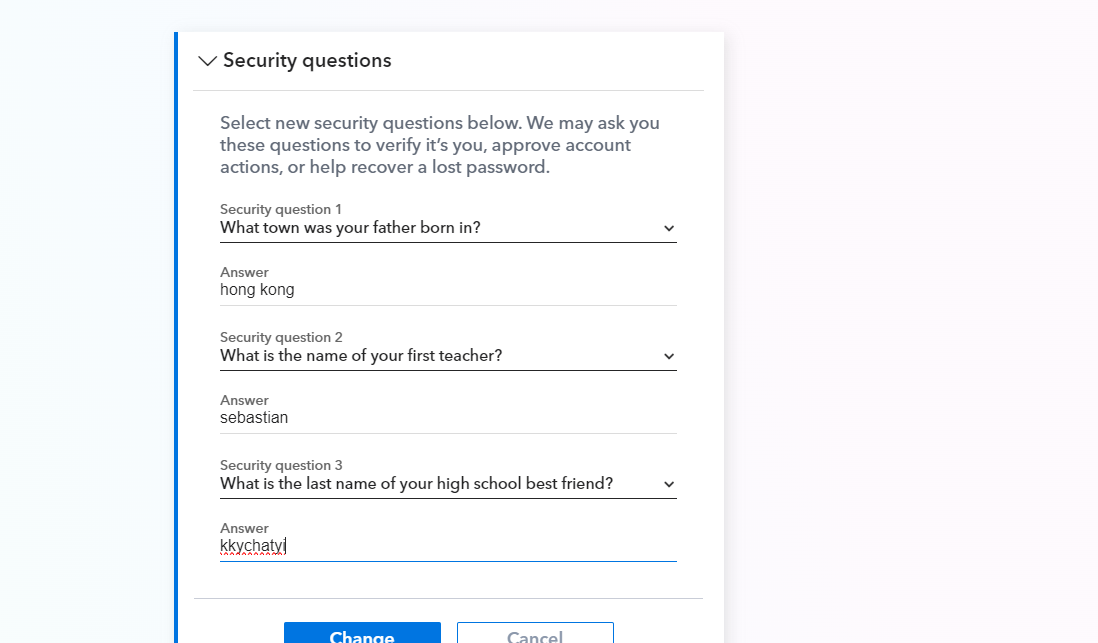 Security questions
Select new security questions below. We may ask you
these questions to verify it's you, approve account
actions, or help recover a lost password.
Security question 1
What town was your father born in?
Answer
hong kong
Security question 2
What is the name of your first teacher?
Answer
sebastian
Security question 3
What is the last name of your high school best friend?
Answer
kkychatyi
Change
Cancel